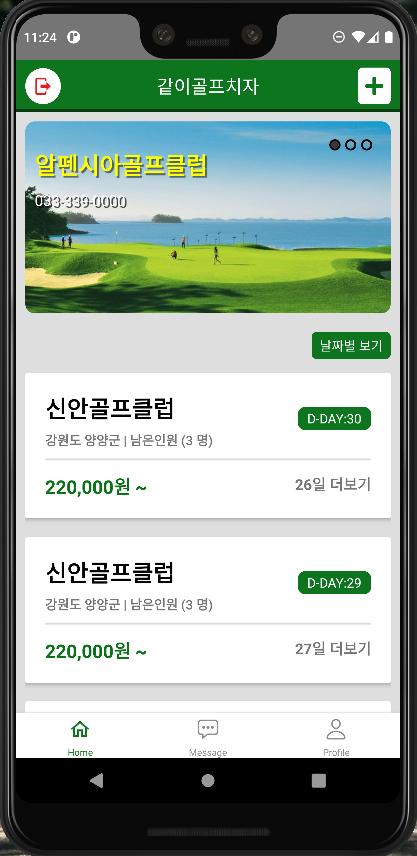 11:24
같이골프치자
알펜시아골프클럽
033-339-0000
날짜별 보기
신안골프클럽
D-DAY:30
강원도 양양군 | 남은인원 (3 명)
220,000원 ~
26일 더보기
신안골프클럽
D-DAY:29
강원도 양양군 | 남은인원 (3 명)
220,000원 ~
27일 더보기
Home
Message
Profile